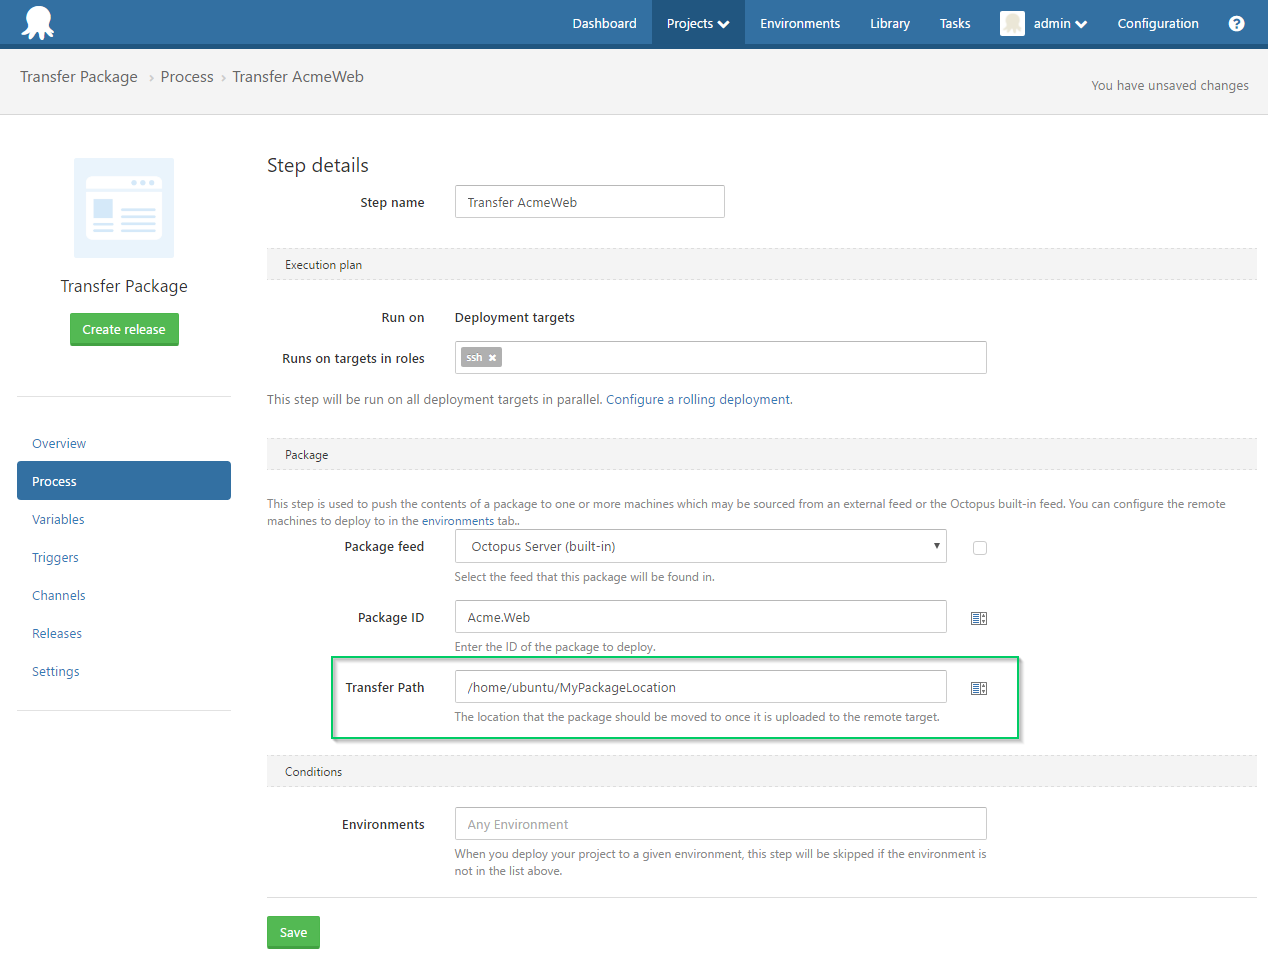 Dashboard Projects Environments Library Tasks admin Configuration ?
Transfer Package › Process › Transfer AcmeWeb
You have unsaved changes
Transfer Package
Create release
Overview
Process
Variables
Triggers
Channels
Releases
Settings
Step details
Step name Transfer AcmeWeb
Execution plan
Run on Deployment targets
Runs on targets in roles ssh ×
This step will be run on all deployment targets in parallel. Configure a rolling deployment.
Package
This step is used to push the contents of a package to one or more machines which may be sourced from an external feed or the Octopus built-in feed. You can configure the remote
machines to deploy to in the environments tab..
Package feed Octopus Server (built-in)
Select the feed that this package will be found in.
Package ID Acme.Web
Enter the ID of the package to deploy.
Transfer Path /home/ubuntu/MyPackageLocation
The location that the package should be moved to once it is uploaded to the remote target.
Conditions
Environments Any Environment
When you deploy your project to a given environment, this step will be skipped if the environment is
not in the list above.
Save